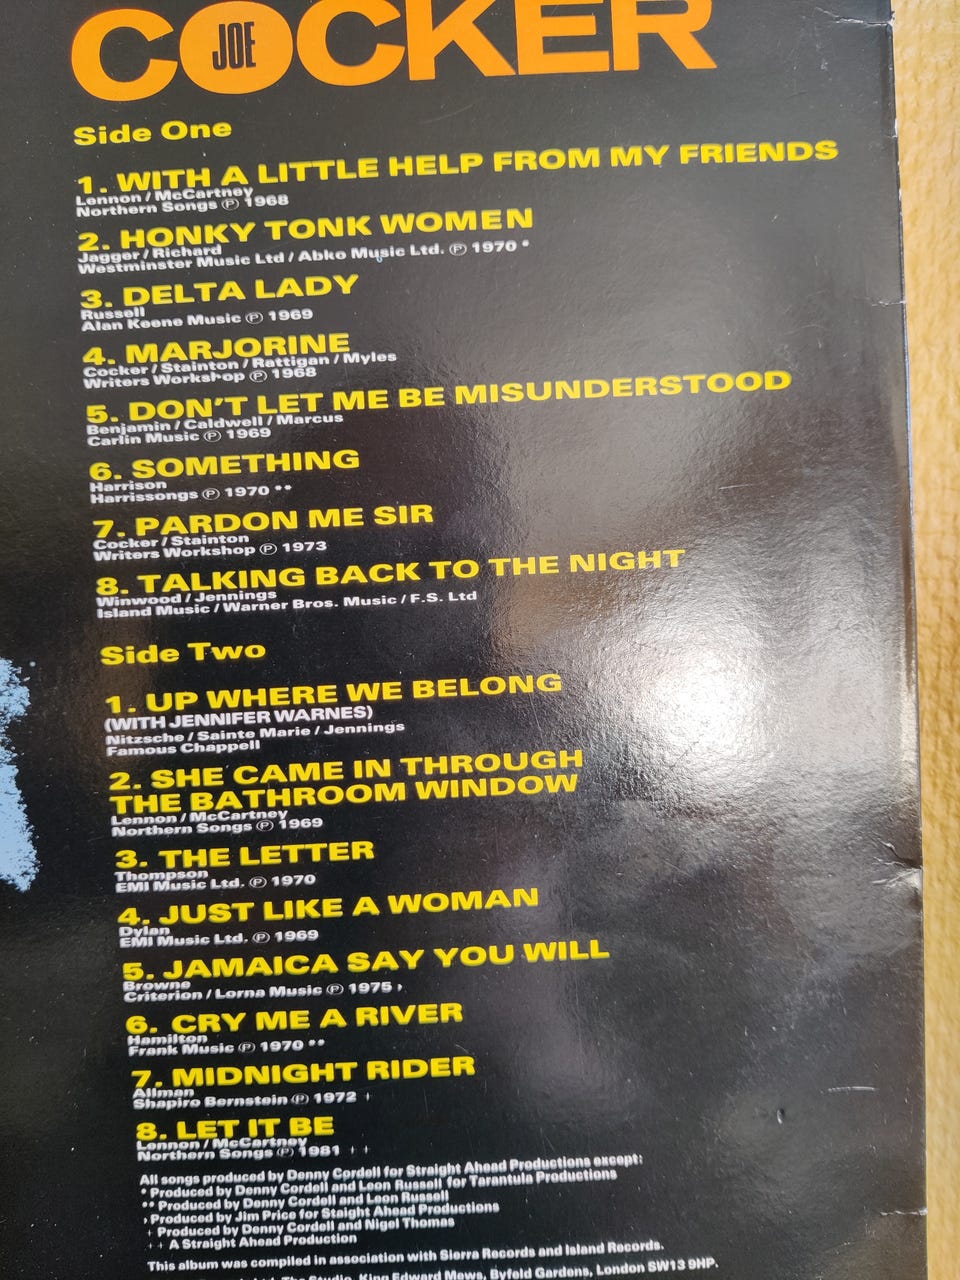 JOE
COCKER
Side One
1. WITH A LITTLE HELP FROM MY FRIENDS
Lennon / McCartney
Northern Songs ℗ 1968
2. HONKY TONK WOMEN
Jagger / Richard
Westminster Music Ltd / Abko Music Ltd. ℗ 1970 *
3. DELTA LADY
Russell
Alan Keene Music ℗ 1969
4. MARJORINE
Cocker / Stainton / Rattigan / Myles
Writers Workshop ℗ 1968
5. DON'T LET ME BE MISUNDERSTOOD
Benjamin / Caldwell / Marcus
Carlin Music ℗ 1969
6. SOMETHING
Harrison
Harrissongs ℗ 1970 **
7. PARDON ME SIR
Cocker / Stainton
Writers Workshop ℗ 1973
8. TALKING BACK TO THE NIGHT
Winwood / Jennings
Island Music / Warner Bros. Music / F.S. Ltd
Side Two
1. UP WHERE WE BELONG
(WITH JENNIFER WARNES)
Nitzsche / Sainte Marie / Jennings
Famous Chappell
2. SHE CAME IN THROUGH
THE BATHROOM WINDOW
Lennon / McCartney
Northern Songs ℗ 1969
3. THE LETTER
Thompson
EMI Music Ltd. ℗ 1970
4. JUST LIKE A WOMAN
Dylan
EMI Music Ltd. ℗ 1969
5. JAMAICA SAY YOU WILL
Browne
Criterion / Lorna Music ℗ 1975 ›
6. CRY ME A RIVER
Hamilton
Frank Music ℗ 1970 **
7. MIDNIGHT RIDER
Allman
Shapiro Bernstein ℗ 1972 +
8. LET IT BE
Lennon / McCartney
Northern Songs ℗ 1981 + +
All songs produced by Denny Cordell for Straight Ahead Productions except:
* Produced by Denny Cordell and Leon Russell for Tarantula Productions
** Produced by Denny Cordell and Leon Russell
› Produced by Jim Price for Staight Ahead Productions
+ Produced by Denny Cordell and Nigel Thomas
+ + A Straight Ahead Production
This album was compiled in association with Sierra Records and Island Records.
Ltd, The Studio, King Edward Mews, Byfeld Gardens, London SW13 9HP.